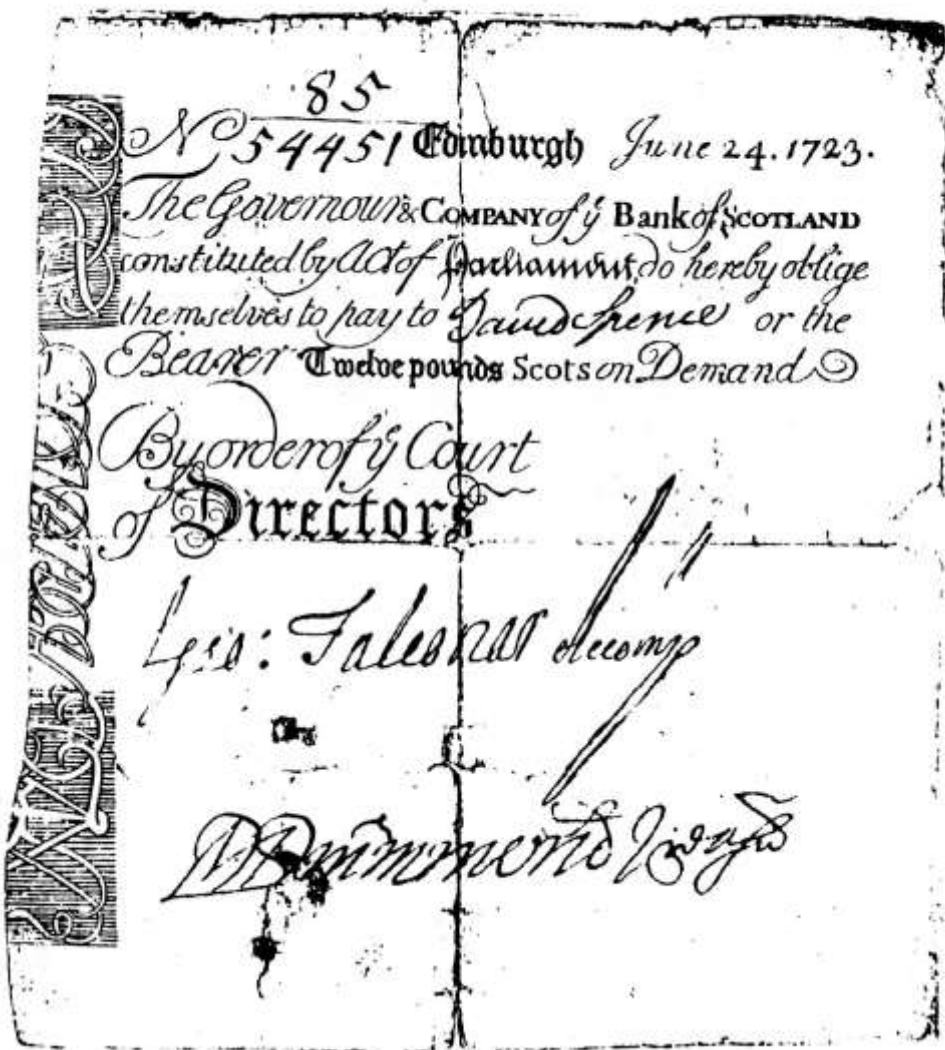 85
No 54451 Edinburgh June 24. 1723.
The Governour & COMPANY of ye Bank of SCOTLAND
constituted by Act of Parliament do hereby oblige
themselves to pay to David Spence or the
Bearer Twelve pounds Scots on Demand
By order of ye Court
of Directors
Geo: Falconar Accomp
Drummond